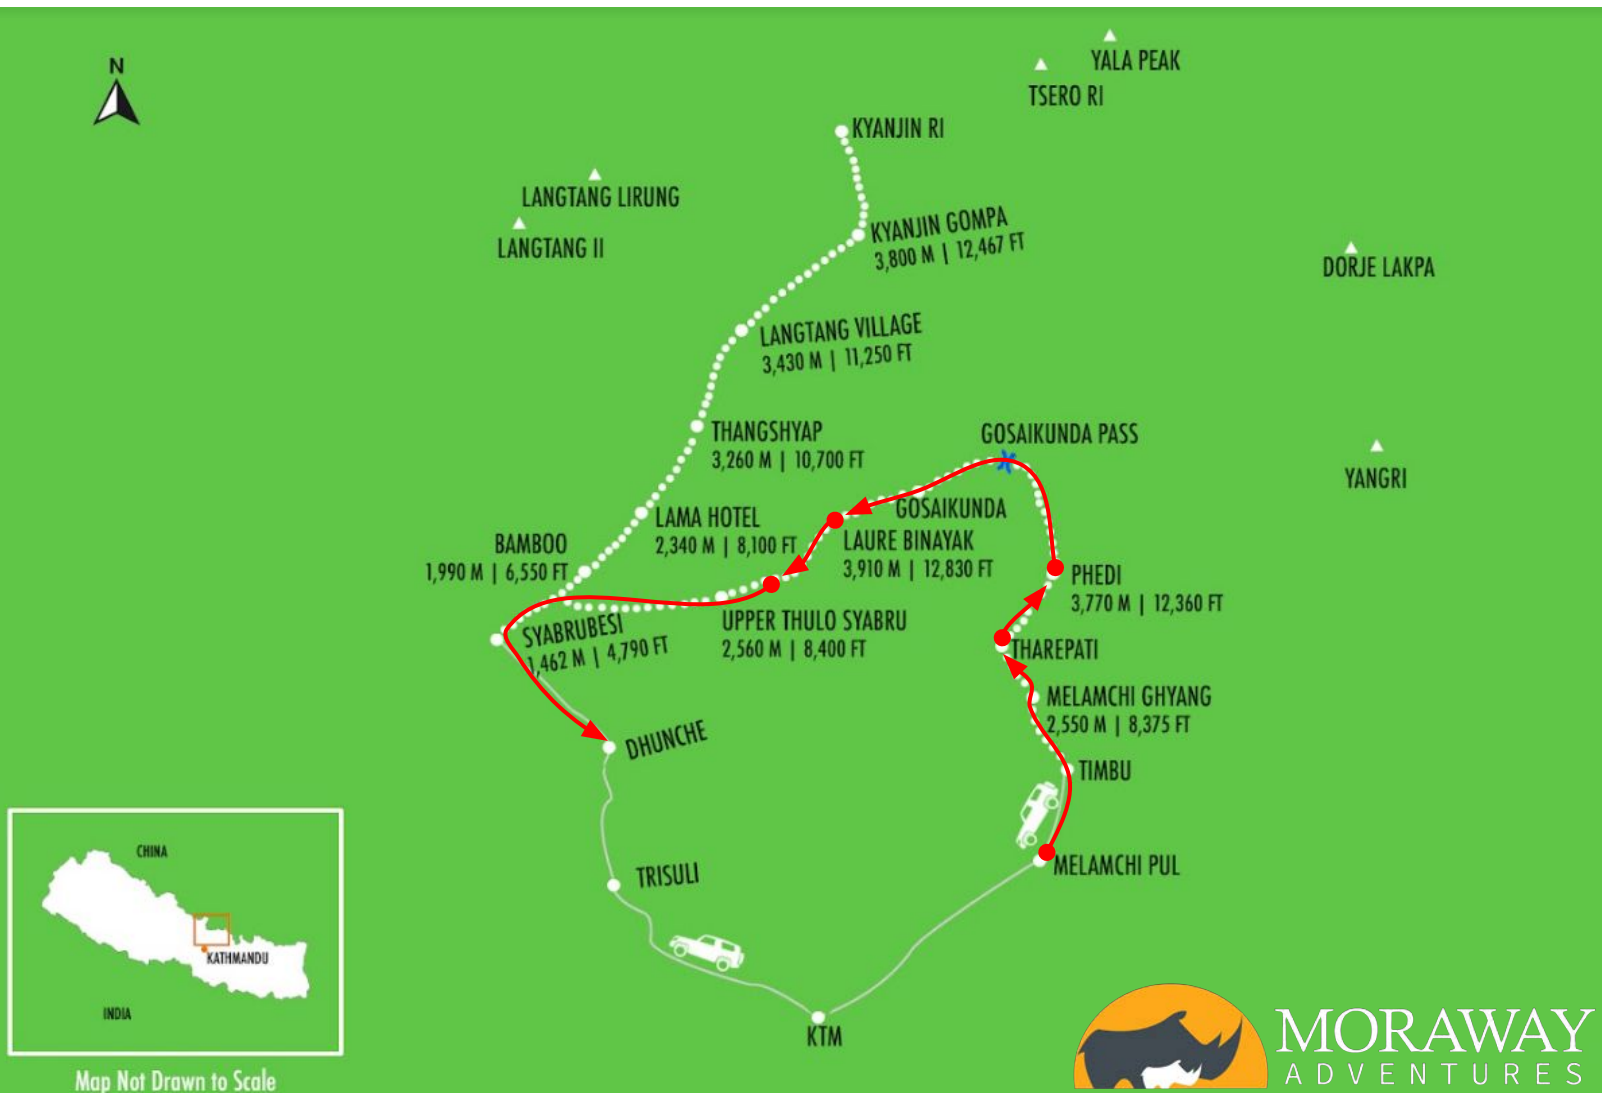 N
YALA PEAK
TSERO RI
KYANJIN RI
LANGTANG LIRUNG
LANGTANG II
KYANJIN GOMPA
3,800 M | 12,467 FT
DORJE LAKPA
LANGTANG VILLAGE
3,430 M | 11,250 FT
THANGSHYAP
3,260 M | 10,700 FT
GOSAIKUNDA PASS
YANGRI
GOSAIKUNDA
LAMA HOTEL
2,340 M | 8,100 FT
LAURE BINAYAK
3,910 M | 12,830 FT
BAMBOO
1,990 M | 6,550 FT
PHEDI
3,770 M | 12,360 FT
SYABRUBESI
1,462 M | 4,790 FT
UPPER THULO SYABRU
2,560 M | 8,400 FT
THAREPATI
MELAMCHI GHYANG
2,550 M | 8,375 FT
DHUNCHE
TIMBU
MELAMCHI PUL
TRISULI
KTM
CHINA
KATHMANDU
INDIA
Map Not Drawn to Scale
MORAWAY
ADVENTURES